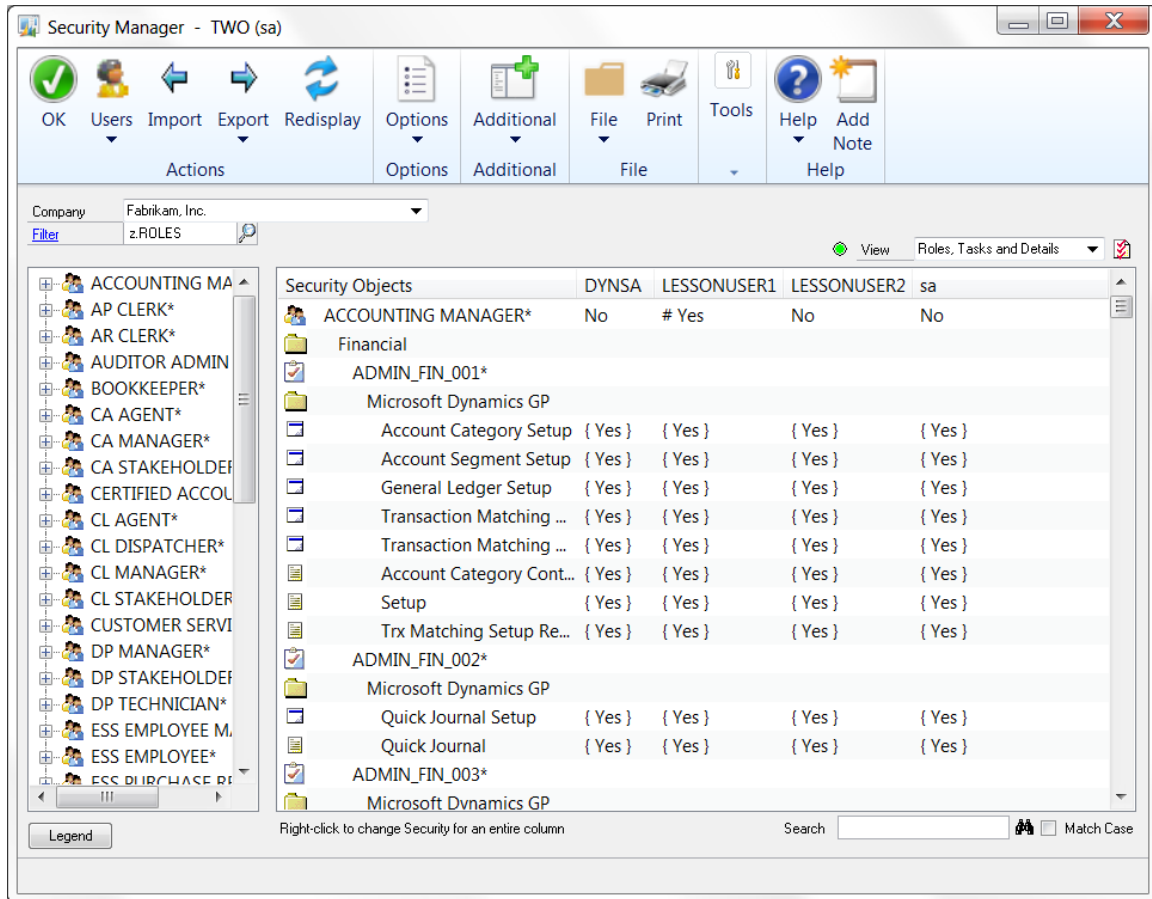 Security Manager - TWO (sa)
OK Users Import Export Redisplay Options Additional File Print Tools Help Add Note
Actions Options Additional File Help
Company Fabrikam, Inc.
Filter z.ROLES
View Roles, Tasks and Details
ACCOUNTING MA
AP CLERK*
AR CLERK*
AUDITOR ADMIN
BOOKKEEPER*
CA AGENT*
CA MANAGER*
CA STAKEHOLDER
CERTIFIED ACCOU
CL AGENT*
CL DISPATCHER*
CL MANAGER*
CL STAKEHOLDER
CUSTOMER SERVI
DP MANAGER*
DP STAKEHOLDER
DP TECHNICIAN*
ESS EMPLOYEE MA
ESS EMPLOYEE*
ESS PURCHASE RE
Security Objects DYNSA LESSONUSER1 LESSONUSER2 sa
ACCOUNTING MANAGER* No # Yes No No
Financial
ADMIN_FIN_001*
Microsoft Dynamics GP
Account Category Setup { Yes } { Yes } { Yes } { Yes }
Account Segment Setup { Yes } { Yes } { Yes } { Yes }
General Ledger Setup { Yes } { Yes } { Yes } { Yes }
Transaction Matching ... { Yes } { Yes } { Yes } { Yes }
Transaction Matching ... { Yes } { Yes } { Yes } { Yes }
Account Category Cont... { Yes } { Yes } { Yes } { Yes }
Setup { Yes } { Yes } { Yes } { Yes }
Trx Matching Setup Re... { Yes } { Yes } { Yes } { Yes }
ADMIN_FIN_002*
Microsoft Dynamics GP
Quick Journal Setup { Yes } { Yes } { Yes } { Yes }
Quick Journal { Yes } { Yes } { Yes } { Yes }
ADMIN_FIN_003*
Microsoft Dynamics GP
Legend
Right-click to change Security for an entire column
Search Match Case